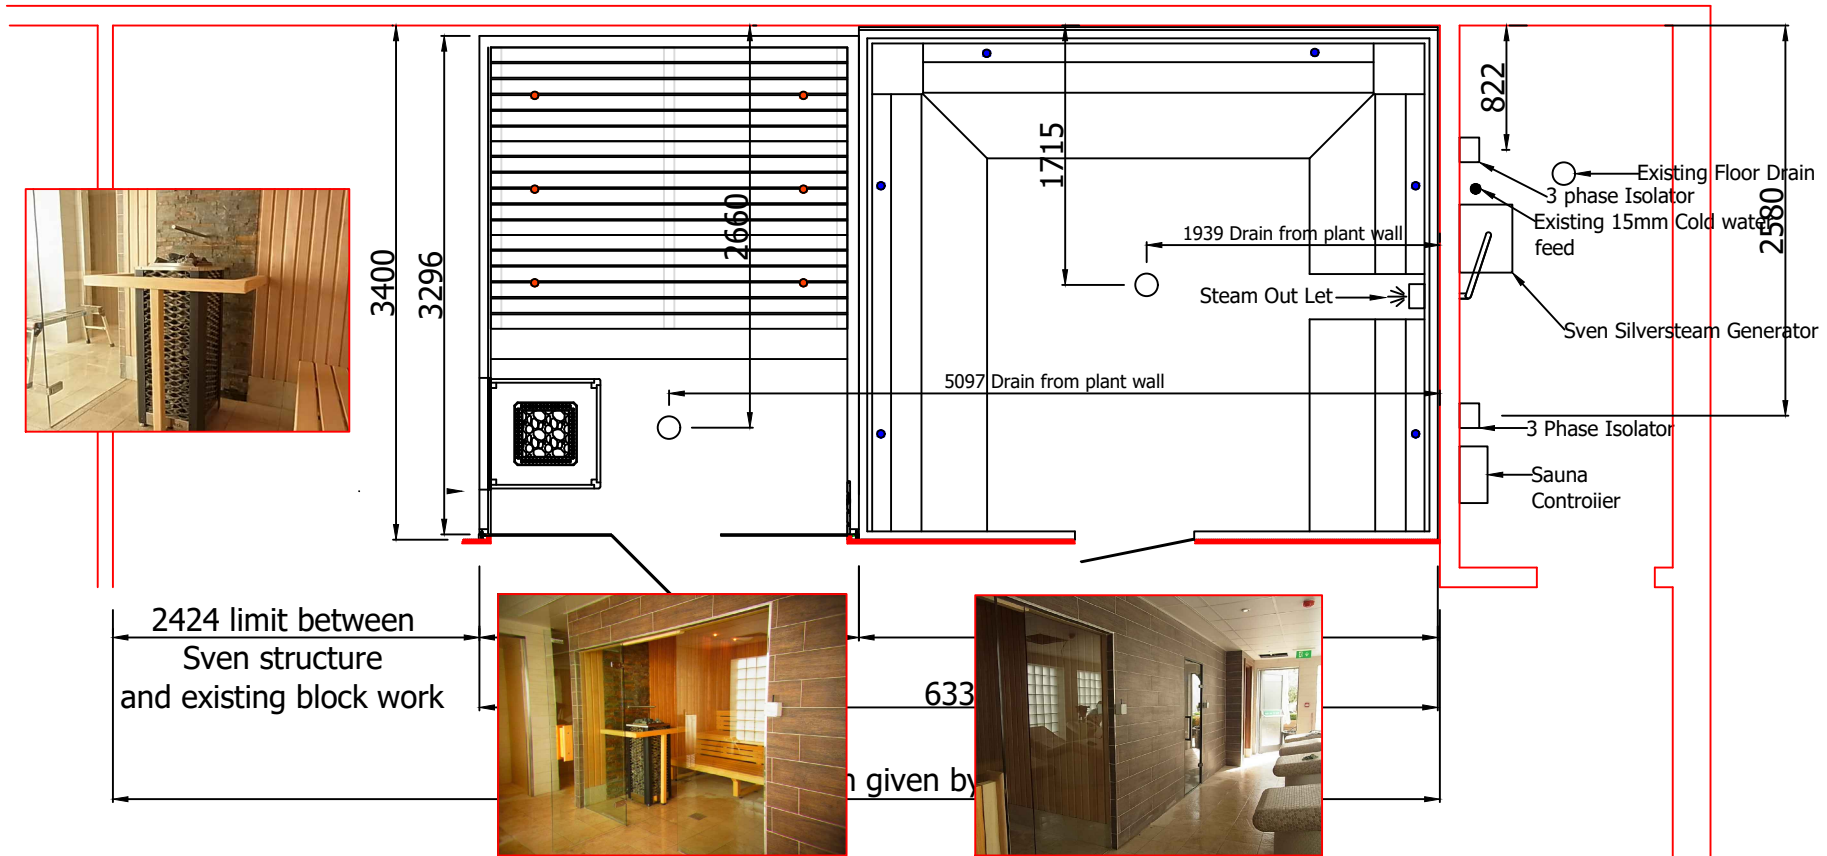 822
1715
2660
3400
3296
2580
Existing Floor Drain
3 phase Isolator
Existing 15mm Cold water
feed
1939 Drain from plant wall
Steam Out Let
Sven Silversteam Generator
5097 Drain from plant wall
3 Phase Isolator
Sauna
Controiier
2424 limit between
Sven structure
and existing block work
633
given by